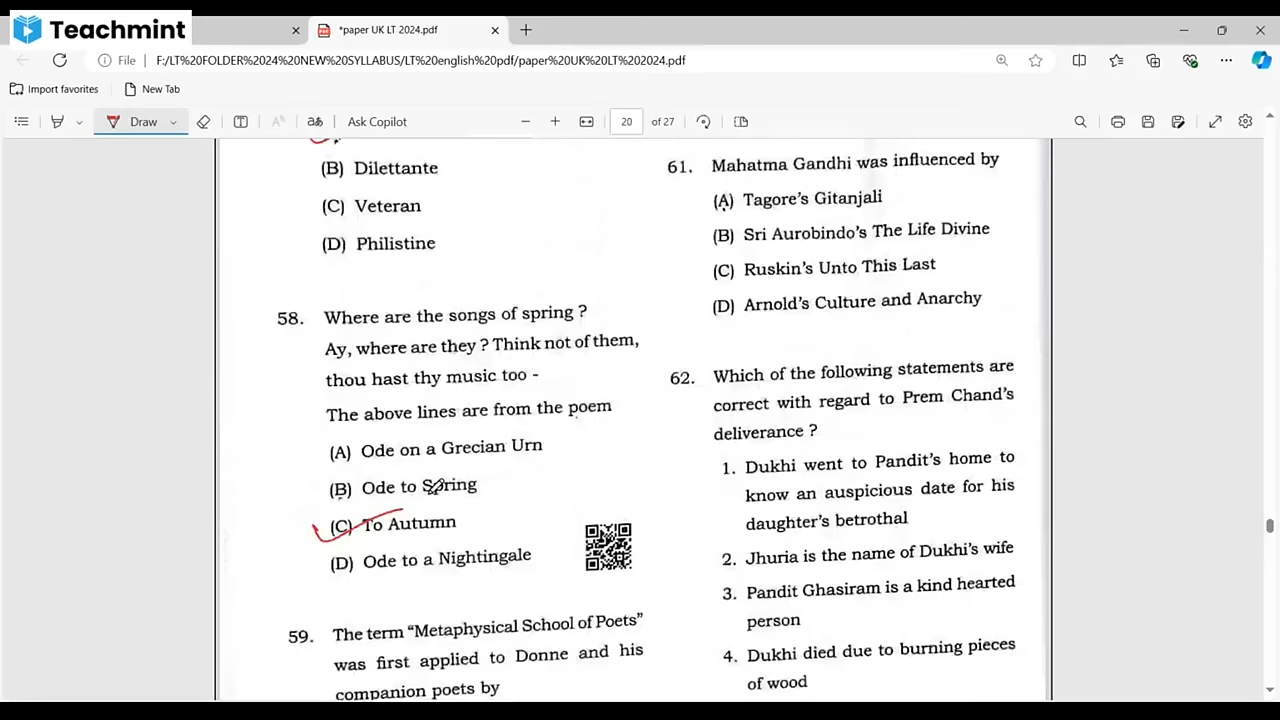 Teachmint
*paper UK LT 2024.pdf
File
F:/LT%20FOLDER%2024%20NEW%20SYLLABUS/LT%20english%20pdf/paper%20UK%20LT%202024.pdf
Import favorites
New Tab
Draw
Ask Copilot
20 of 27
(B) Dilettante
(C) Veteran
(D) Philistine
58. Where are the songs of spring ?
Ay, where are they ? Think not of them,
thou hast thy music too -
The above lines are from the poem
(A) Ode on a Grecian Urn
(B) Ode to Spring
(C) To Autumn
(D) Ode to a Nightingale
59. The term “Metaphysical School of Poets”
was first applied to Donne and his
companion poets by
61. Mahatma Gandhi was influenced by
(A) Tagore's Gitanjali
(B) Sri Aurobindo's The Life Divine
(C) Ruskin's Unto This Last
(D) Arnold's Culture and Anarchy
62. Which of the following statements are
correct with regard to Prem Chand's
deliverance ?
1. Dukhi went to Pandit's home to
know an auspicious date for his
daughter's betrothal
2. Jhuria is the name of Dukhi's wife
3. Pandit Ghasiram is a kind hearted
person
4. Dukhi died due to burning pieces
of wood